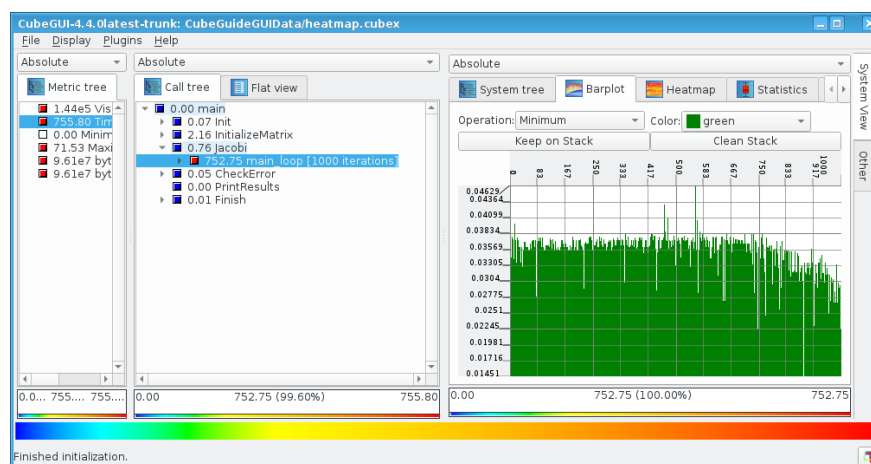 CubeGUI-4.4.0latest-trunk: CubeGuideGUIData/heatmap.cubex
File Display Plugins Help
Absolute
Metric tree
1.44e5 Vis
755.80 Tim
0.00 Minim
71.53 Maxi
9.61e7 byt
9.61e7 byt
0.0... 755.... 755....
Absolute
Call tree Flat view
0.00 main
0.07 Init
2.16 InitializeMatrix
0.76 Jacobi
752.75 main_loop [1000 iterations]
0.05 CheckError
0.00 PrintResults
0.01 Finish
0.00 752.75 (99.60%) 755.80
Absolute
System tree Barplot Heatmap Statistics
Operation: Minimum Color: green
Keep on Stack Clean Stack
0 83. 167. 250. 333. 417. 500. 583. 667. 750. 833. 917. 1000.
0.04629
0.04364
0.04099
0.03834
0.03569
0.03305
0.0304
0.02775
0.0251
0.02245
0.01981
0.01716
0.01451
0.00 752.75 (100.00%) 752.75
System View
Other
Finished initialization.